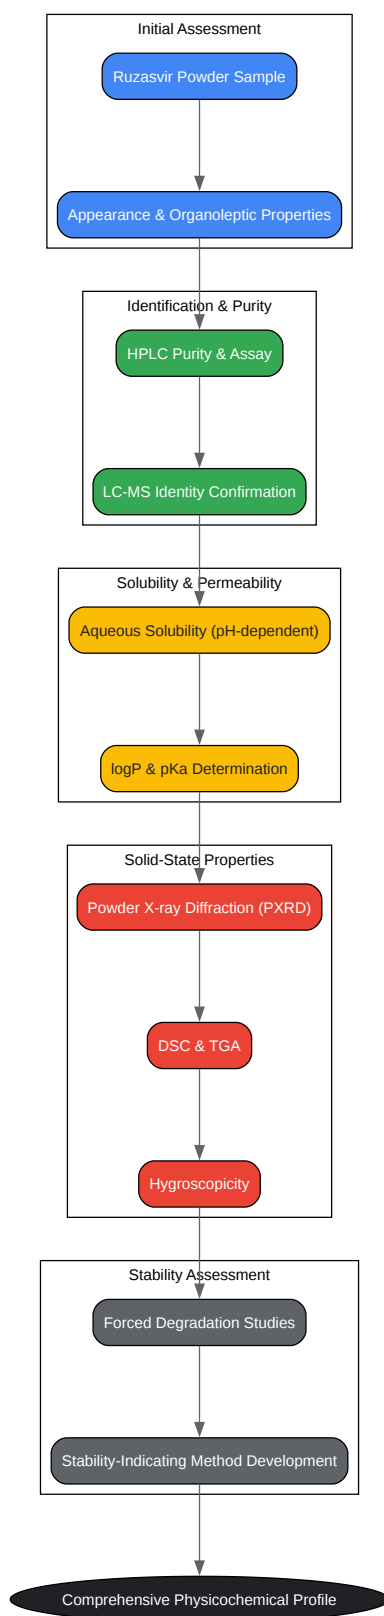 Initial Assessment
Ruzasvir Powder Sample
Appearance & Organoleptic Properties
Identification & Purity
HPLC Purity & Assay
LC-MS Identity Confirmation
Solubility & Permeability
Aqueous Solubility (pH-dependent)
logP & pKa Determination
Solid-State Properties
Powder X-ray Diffraction (PXRD)
DSC & TGA
Hygroscopicity
Stability Assessment
Forced Degradation Studies
Stability-Indicating Method Development
Comprehensive Physicochemical Profile